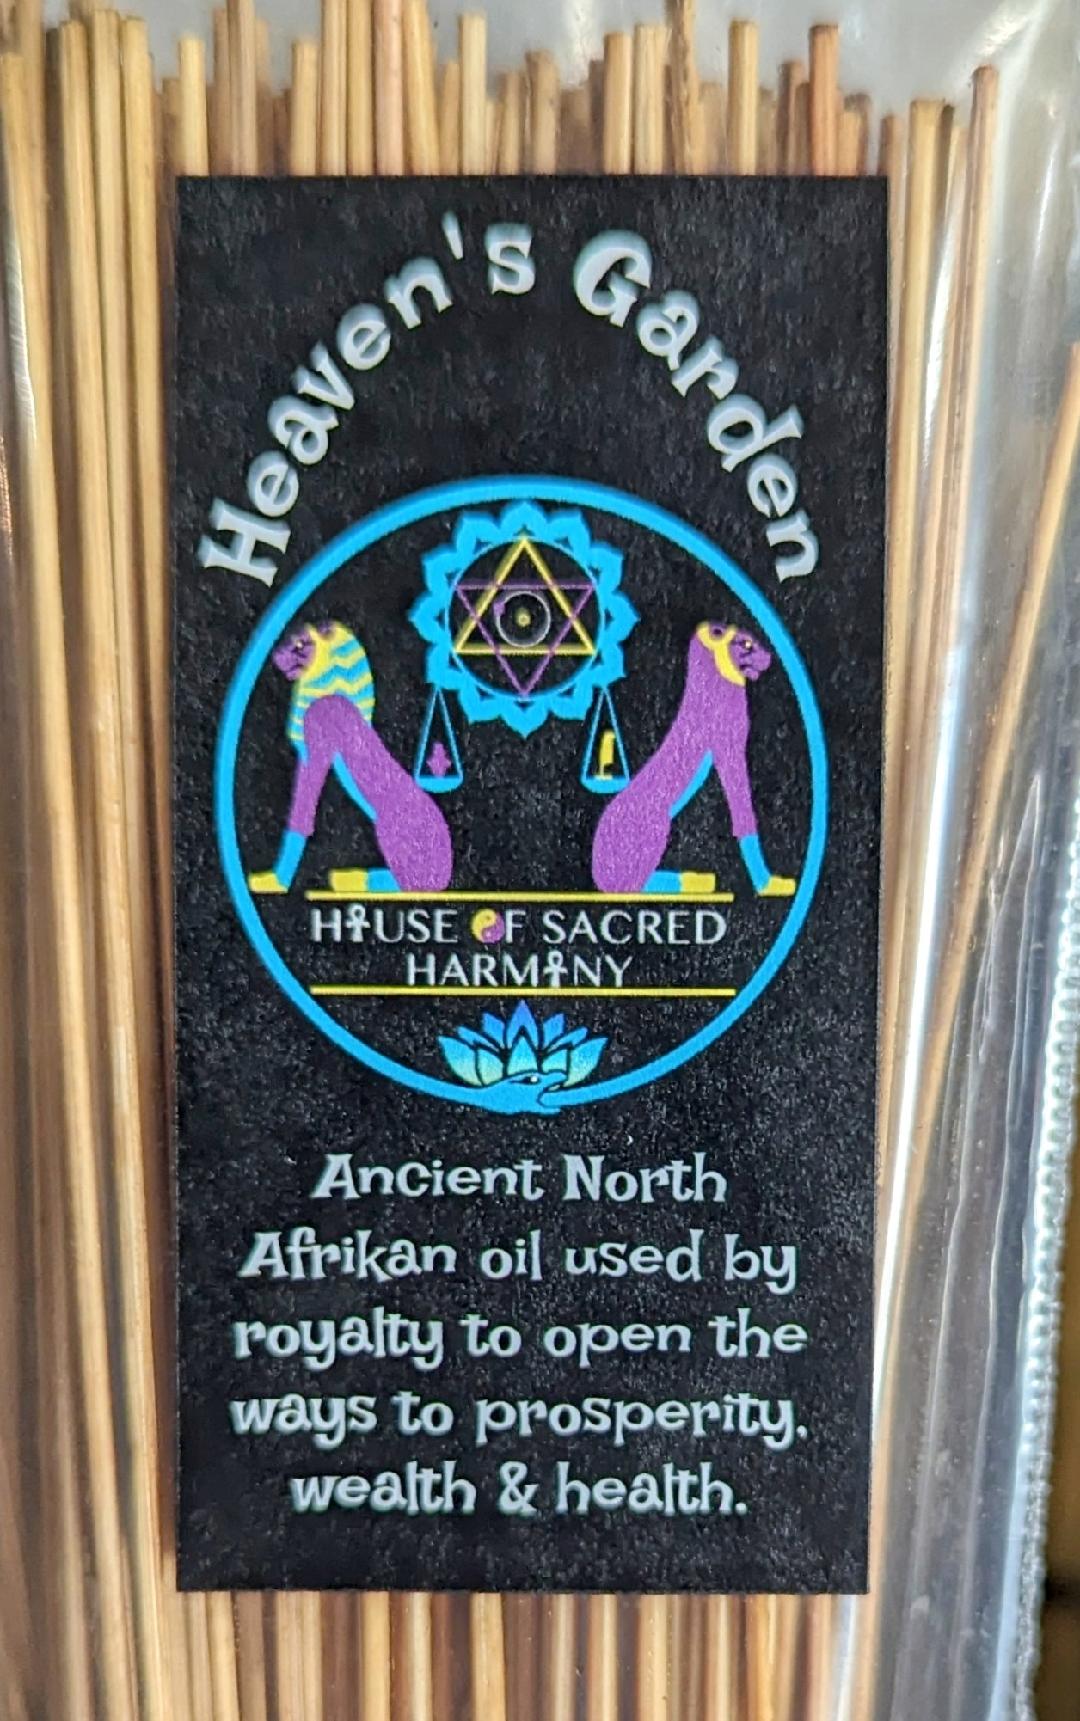 Heaven's Garden
HOUSE OF SACRED
HARMONY
Ancient North
Afrikan oil used by
royalty to open the
ways to prosperity,
wealth & health.